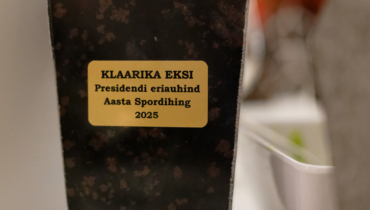 KLAARIKA EKSI
Presidendi eriauhind
Aasta Spordihing
2025